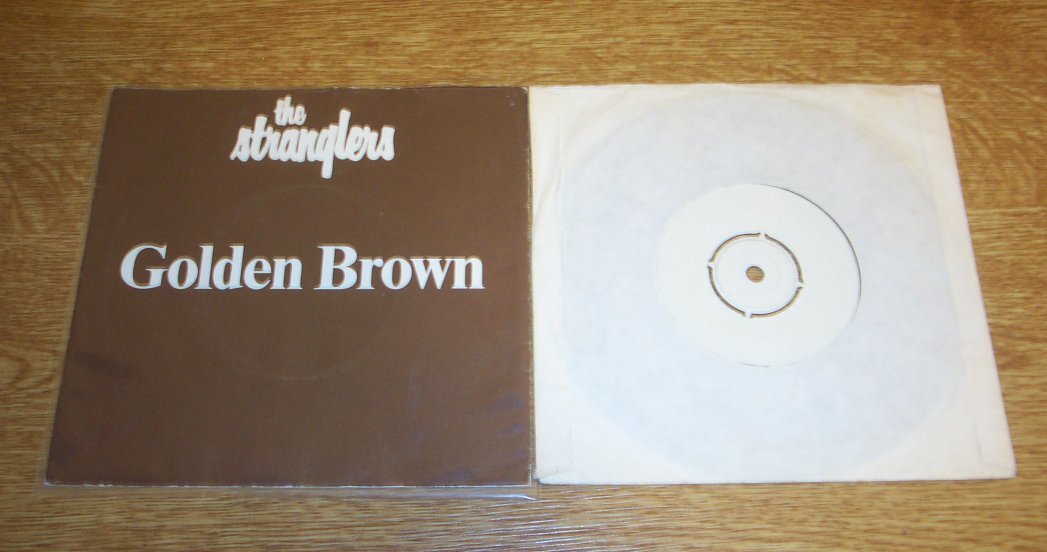 the
stranglers
Golden Brown